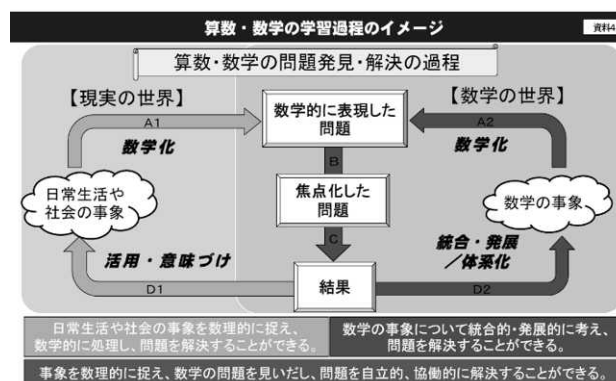 算数・数学の学習過程のイメージ
資料4
算数・数学の問題発見・解決の過程
【現実の世界】
【数学の世界】
A1
数学的に表現した
問題
A2
数学化
数学化
B
日常生活や
社会の事象
焦点化した
問題
数学の事象
C
活用・意味づけ
統合・発展
/体系化
D1
結果
D2
日常生活や社会の事象を数理的に捉え、
数学的に処理し、問題を解決することができる。
数学の事象について統合的・発展的に考え、
問題を解決することができる。
事象を数理的に捉え、数学の問題を見いだし、問題を自立的、協働的に解決することができる。